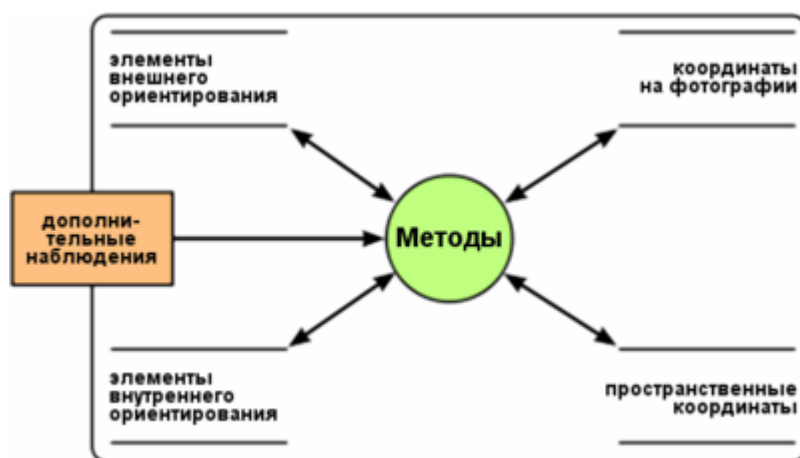 элементы
внешнего
ориентирования
координаты
на фотографии
дополни-
тельные
наблюдения
Методы
элементы
внутреннего
ориентирования
пространственные
координаты